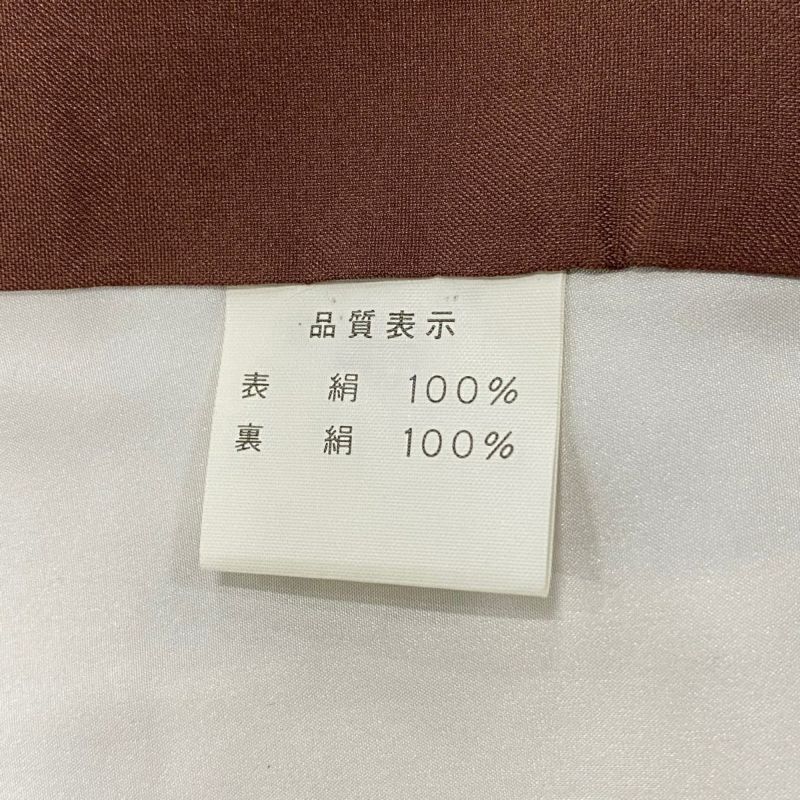 品質表示
表 絹 100%
裏 絹 100%